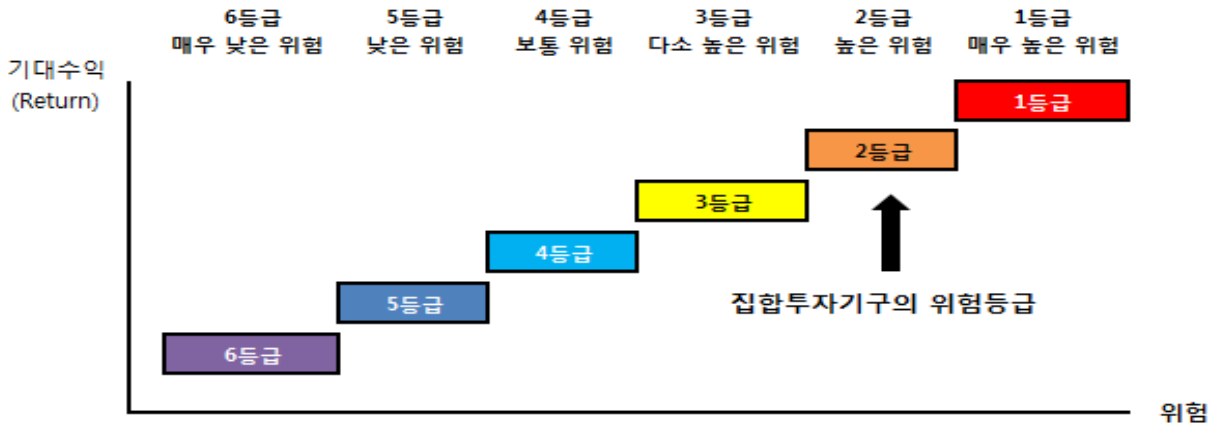 6등급 5등급 4등급 3등급 2등급 1등급
매우 낮은 위험 낮은 위험 보통 위험 다소 높은 위험 높은 위험 매우 높은 위험
기대수익
(Return)
1등급
2등급
3등급
4등급
5등급
집합투자기구의 위험등급
6등급
위험